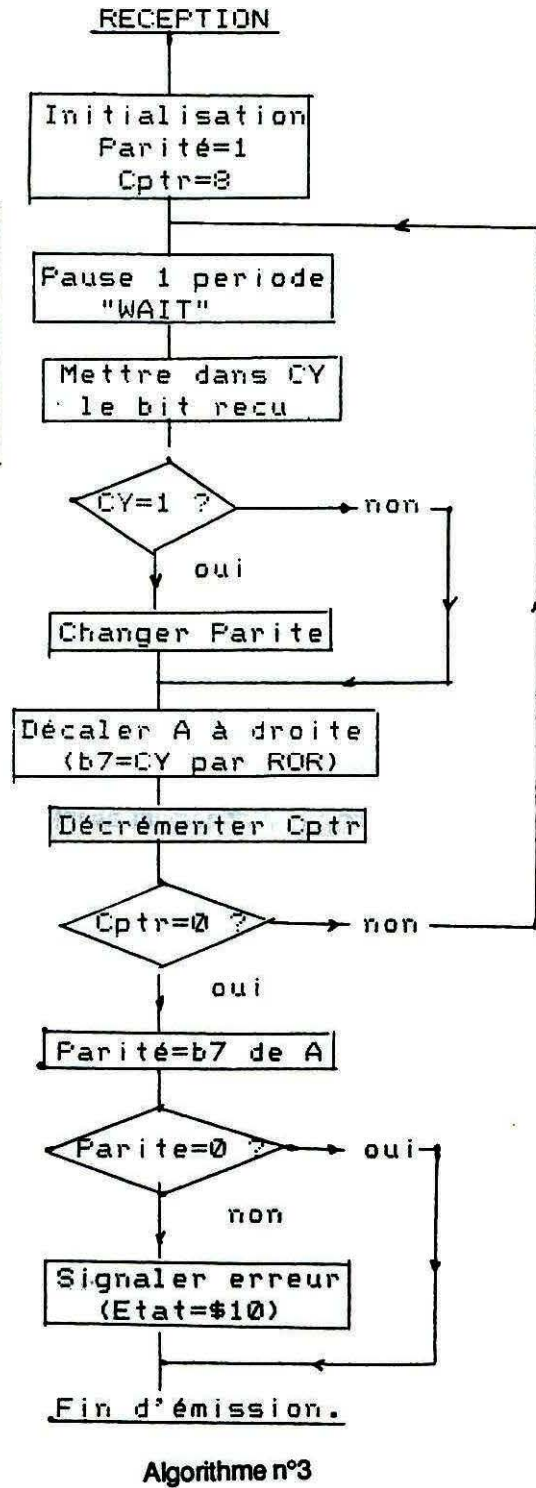 RECEPTION
Initialisation
Parité=1
Cptr=8
Pause 1 periode
"WAIT"
Mettre dans CY
le bit recu
CY=1 ?
non
oui
Changer Parite
Décaler A à droite
(b7=CY par ROR)
Décrémenter Cptr
Cptr=0 ?
non
oui
Parité=b7 de A
Parite=0 ?
oui
non
Signaler erreur
(Etat=$10)
Fin d'émission.
Algorithme n°3